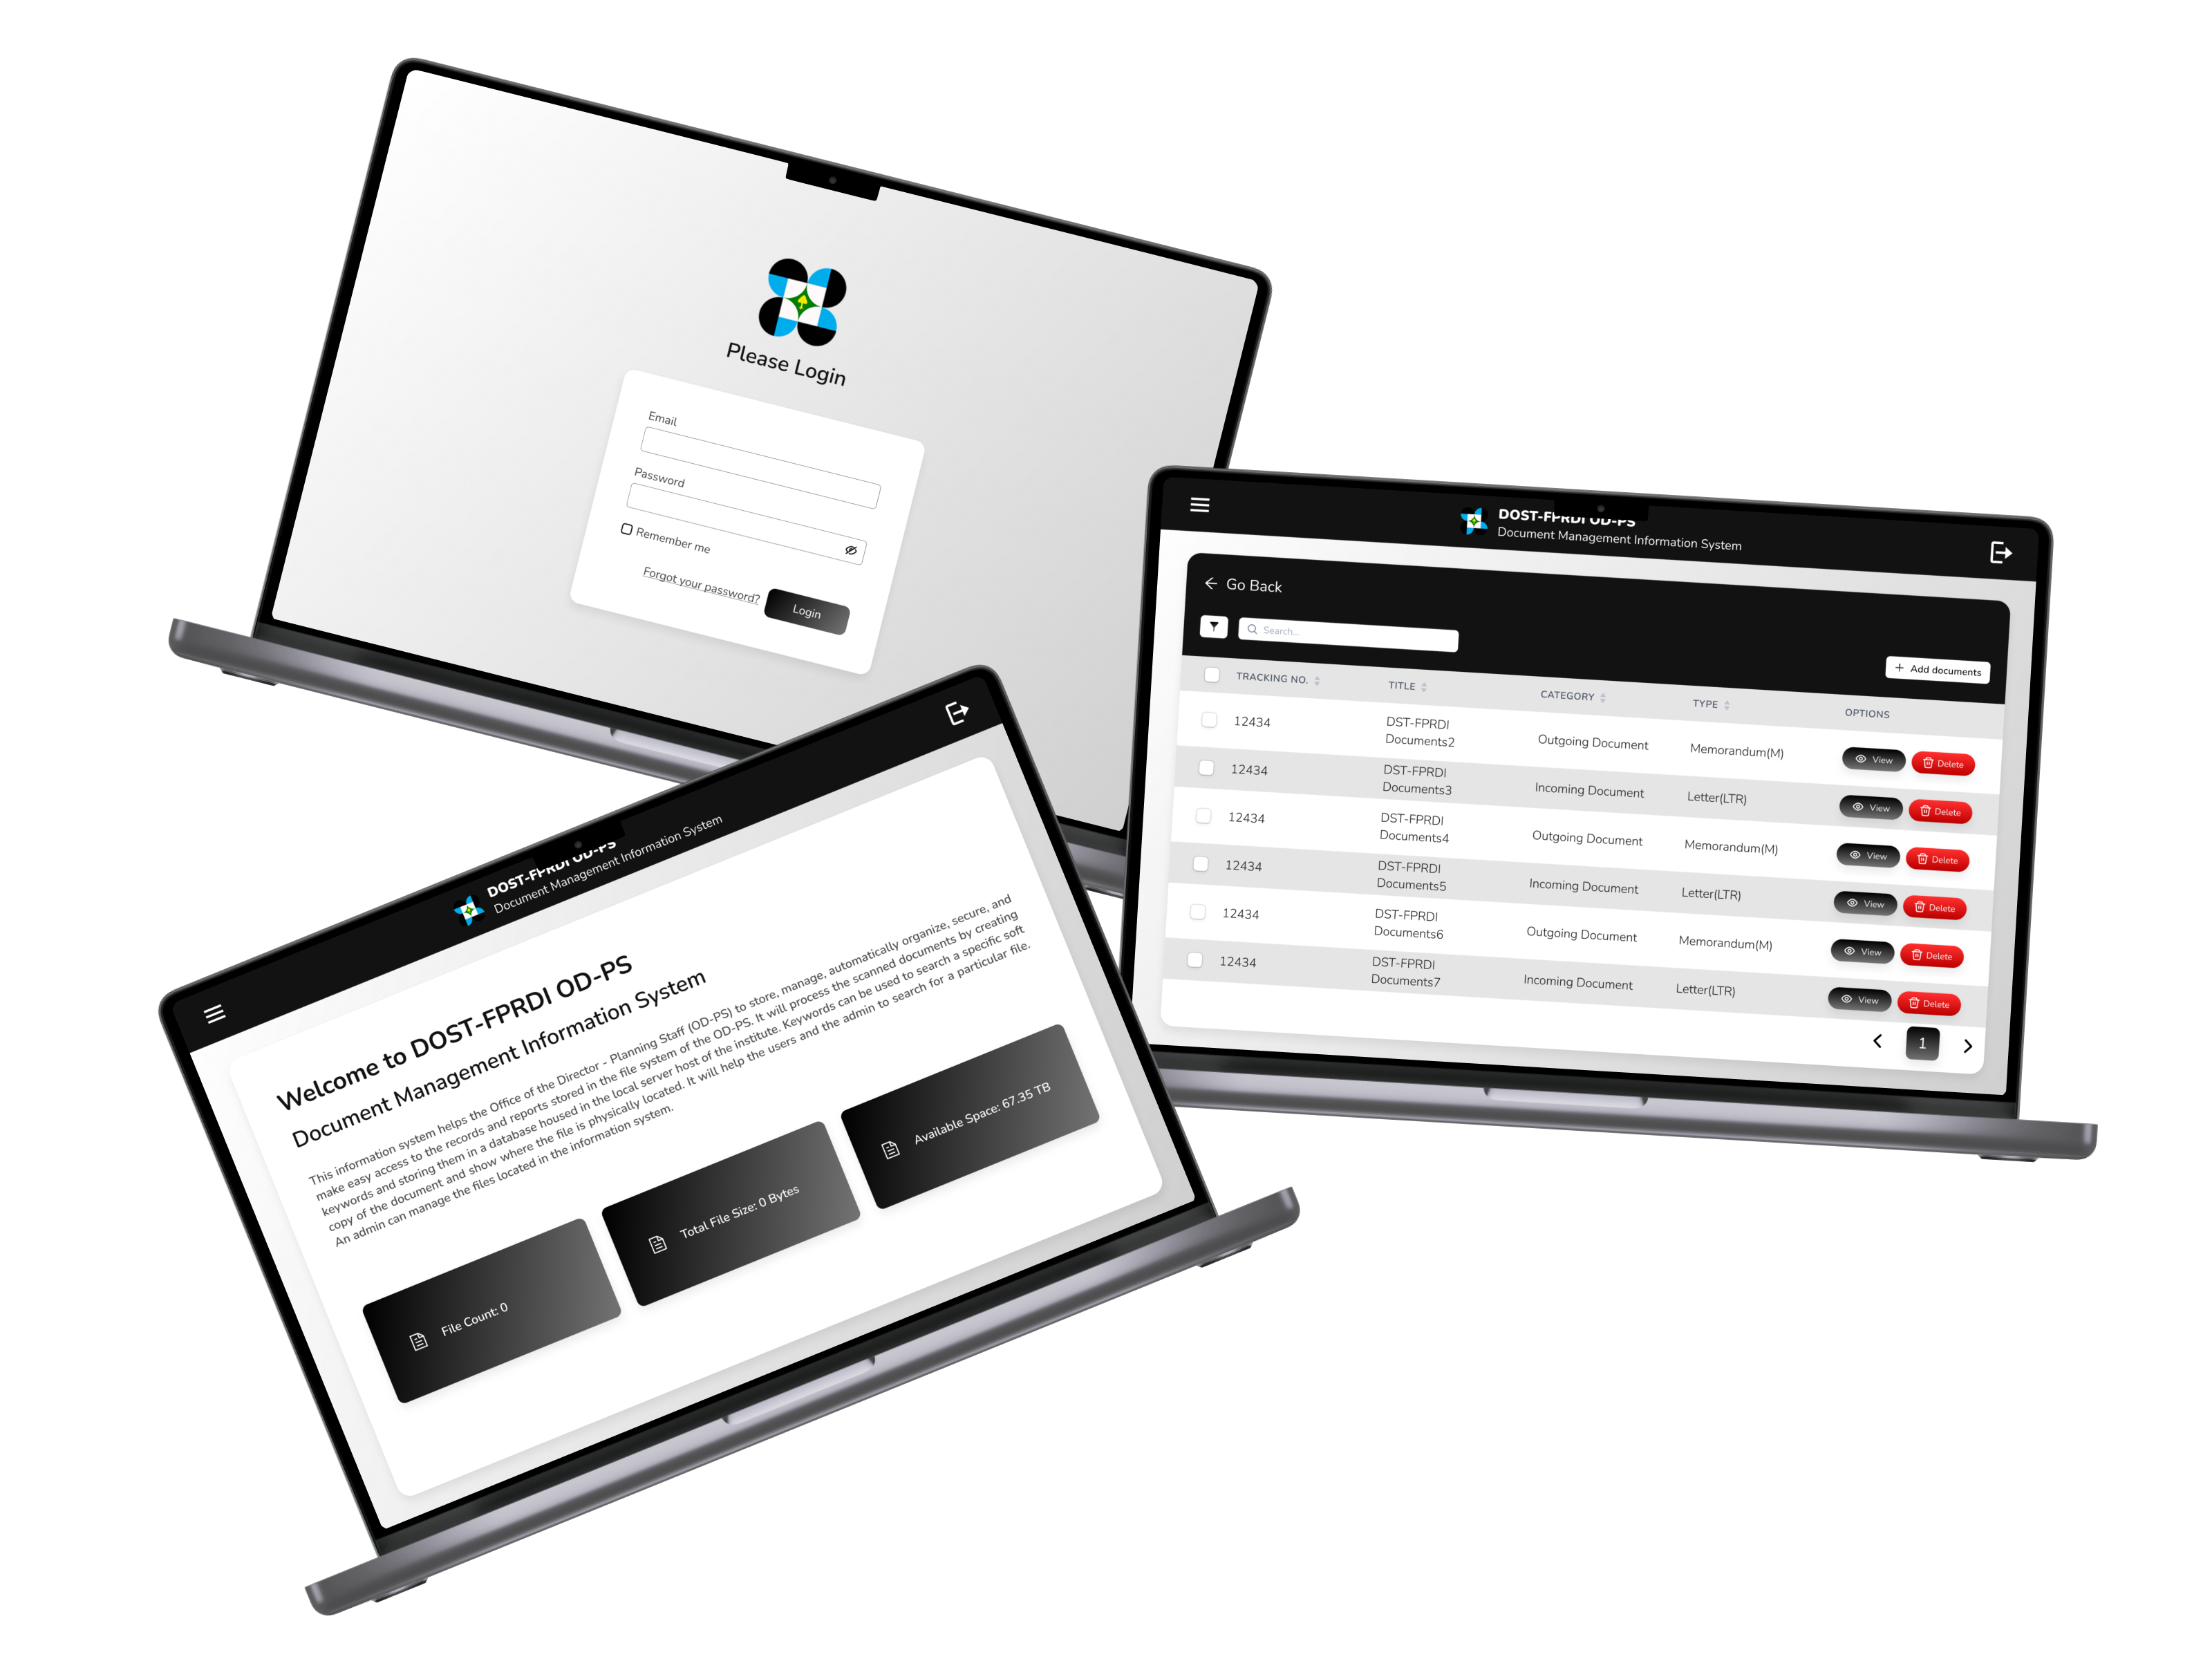 Please Login
Email
Password
Remember me
Forgot your password?
Login
DOST-FPRDI OD-PS
Document Management Information System
Go Back
Search...
Add documents
TRACKING NO.
TITLE
CATEGORY
TYPE
OPTIONS
12434
DST-FPRDI
Documents2
Outgoing Document
Memorandum(M)
View
Delete
12434
DST-FPRDI
Documents3
Incoming Document
Letter(LTR)
View
Delete
12434
DST-FPRDI
Documents4
Outgoing Document
Memorandum(M)
View
Delete
12434
DST-FPRDI
Documents5
Incoming Document
Letter(LTR)
View
Delete
12434
DST-FPRDI
Documents6
Outgoing Document
Memorandum(M)
View
Delete
12434
DST-FPRDI
Documents7
Incoming Document
Letter(LTR)
View
Delete
1
DOST-FPRDI OD-PS
Document Management Information System
Welcome to DOST-FPRDI OD-PS
Document Management Information System
This information system helps the Office of the Director - Planning Staff (OD-PS) to store, manage, automatically organize, secure, and
make easy access to the records and reports stored in the file system of the OD-PS. It will process the scanned documents by creating
keywords and storing them in a database housed in the local server host of the institute. Keywords can be used to search a specific soft
copy of the document and show where the file is physically located. It will help the users and the admin to search for a particular file.
An admin can manage the files located in the information system.
File Count: 0
Total File Size: 0 Bytes
Available Space: 67.35 TB